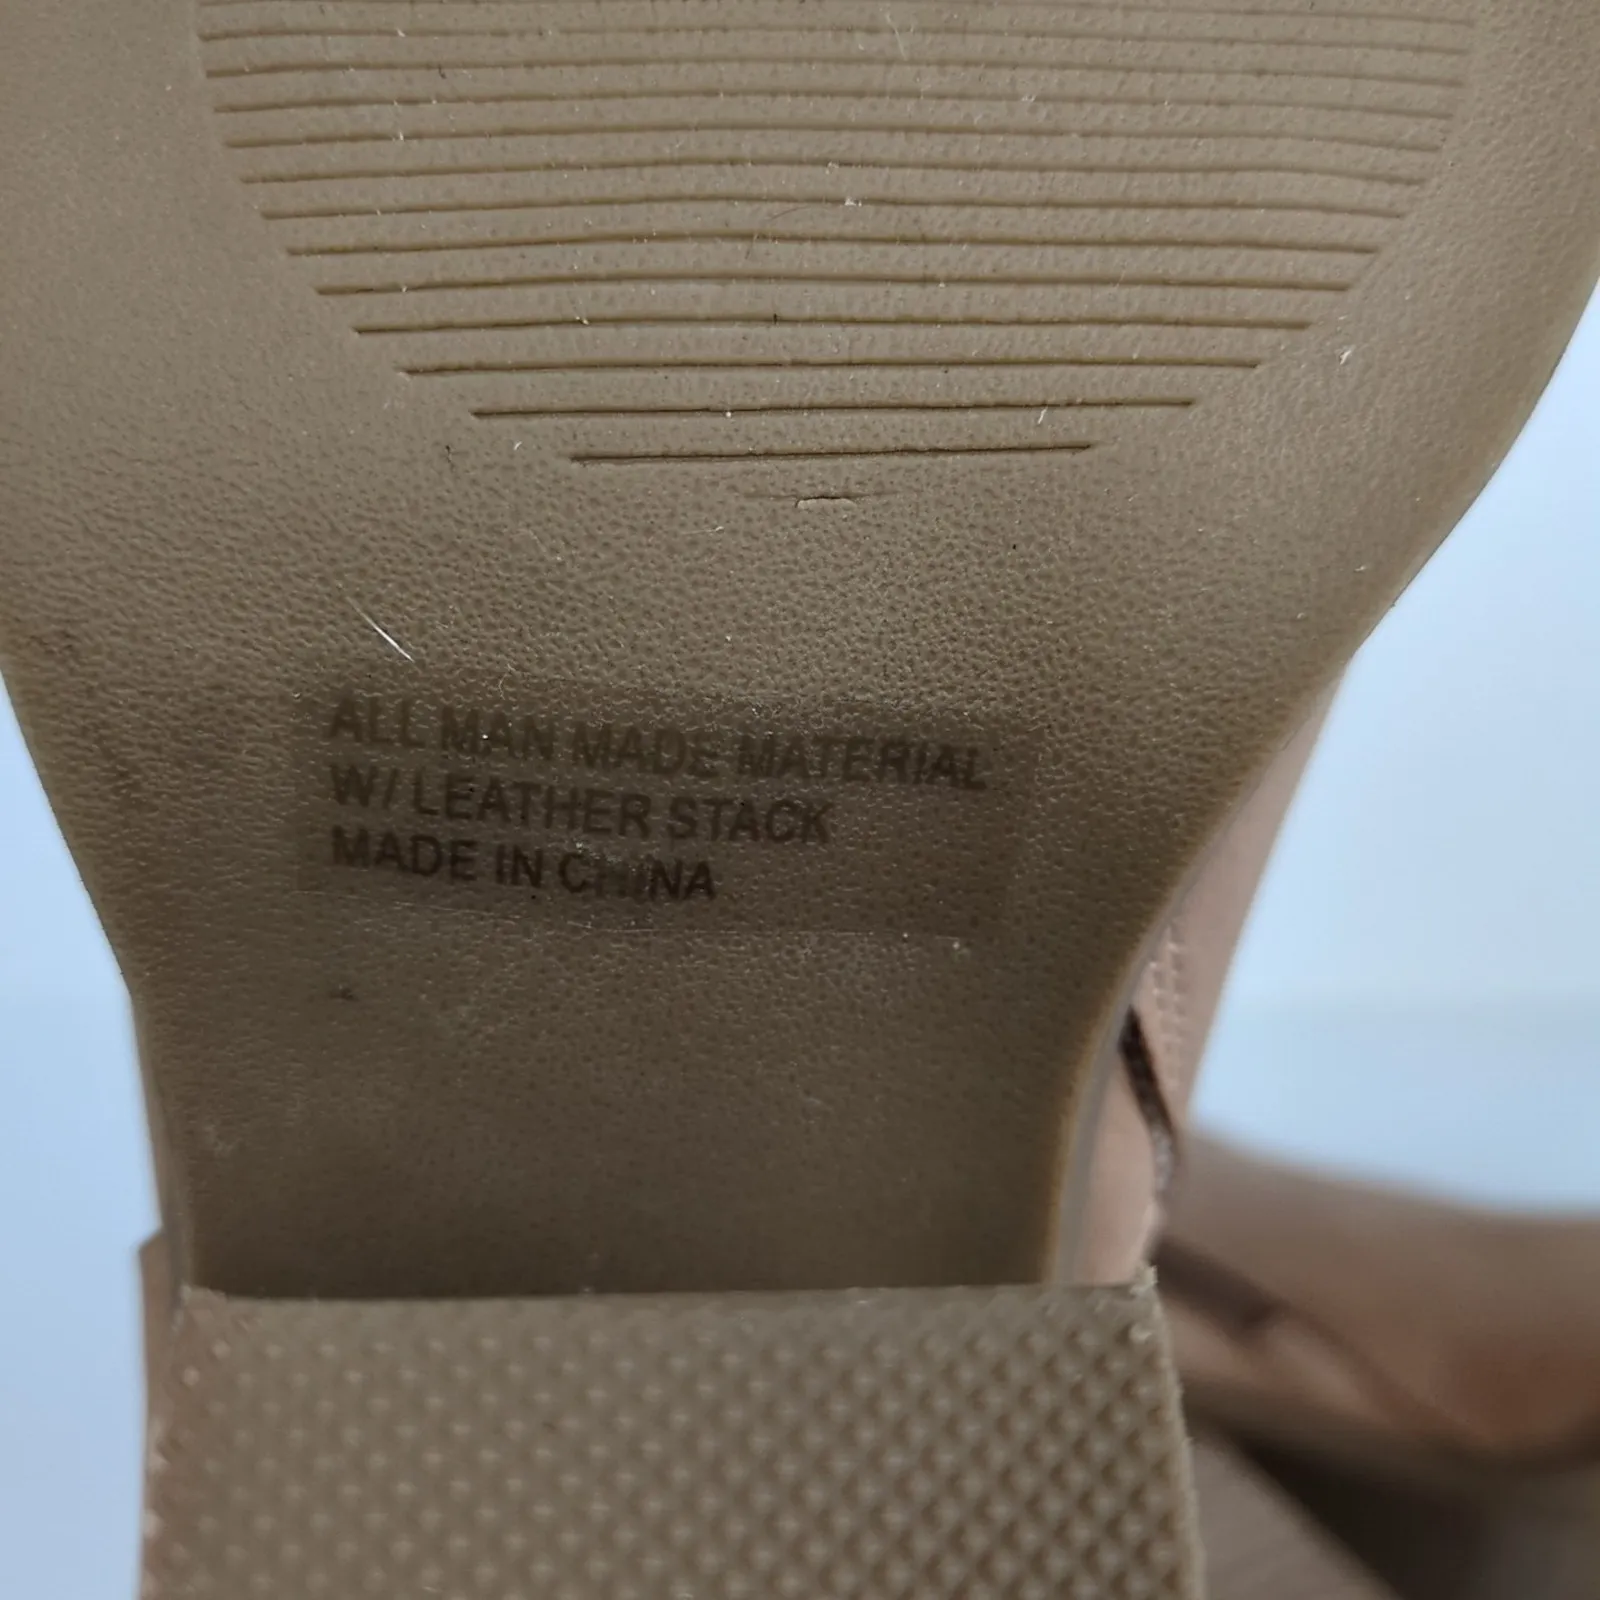 ALL MAN MADE MATERIAL
W/ LEATHER STACK
MADE IN CHINA